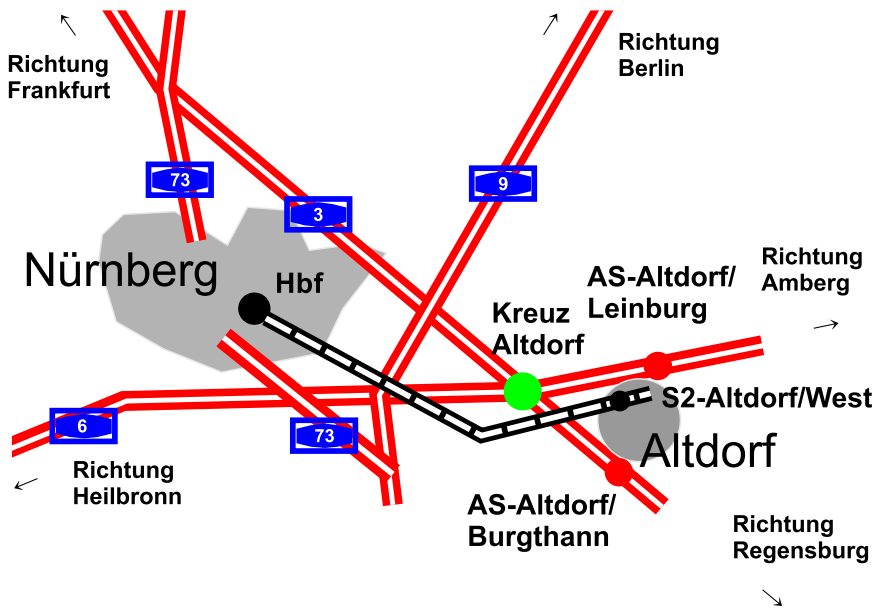 Richtung
Frankfurt
Richtung
Berlin
73
9
3
Nürnberg
Hbf
Richtung
Amberg
AS-Altdorf/
Leinburg
Kreuz
Altdorf
S2-Altdorf/West
6
73
Altdorf
Richtung
Heilbronn
AS-Altdorf/
Burgthann
Richtung
Regensburg